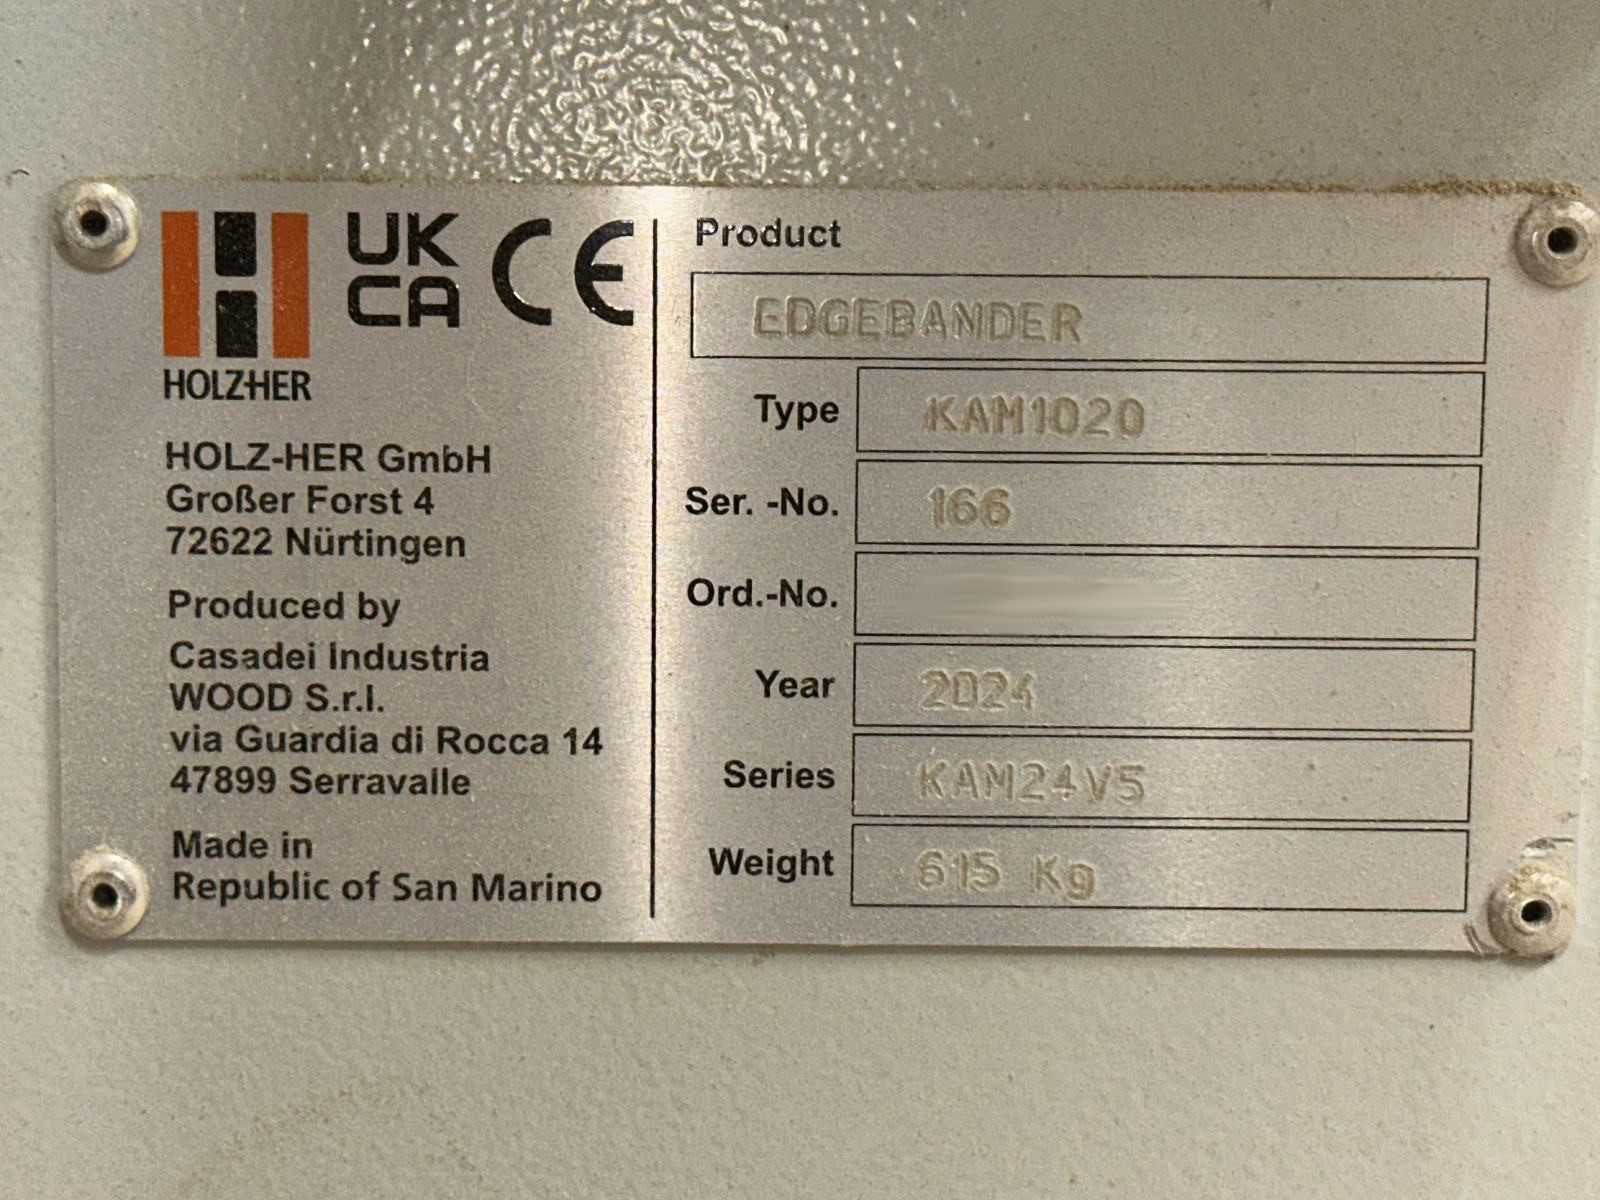 UK
CA CE
HOLZHER
HOLZ-HER GmbH
Großer Forst 4
72622 Nürtingen
Produced by
Casadei Industria
WOOD S.r.l.
via Guardia di Rocca 14
47899 Serravalle
Made in
Republic of San Marino
Product
EDGEBANDER
Type KAM1020
Ser. -No. 166
Ord.-No.
Year 2024
Series KAM24V5
Weight 615 Kg